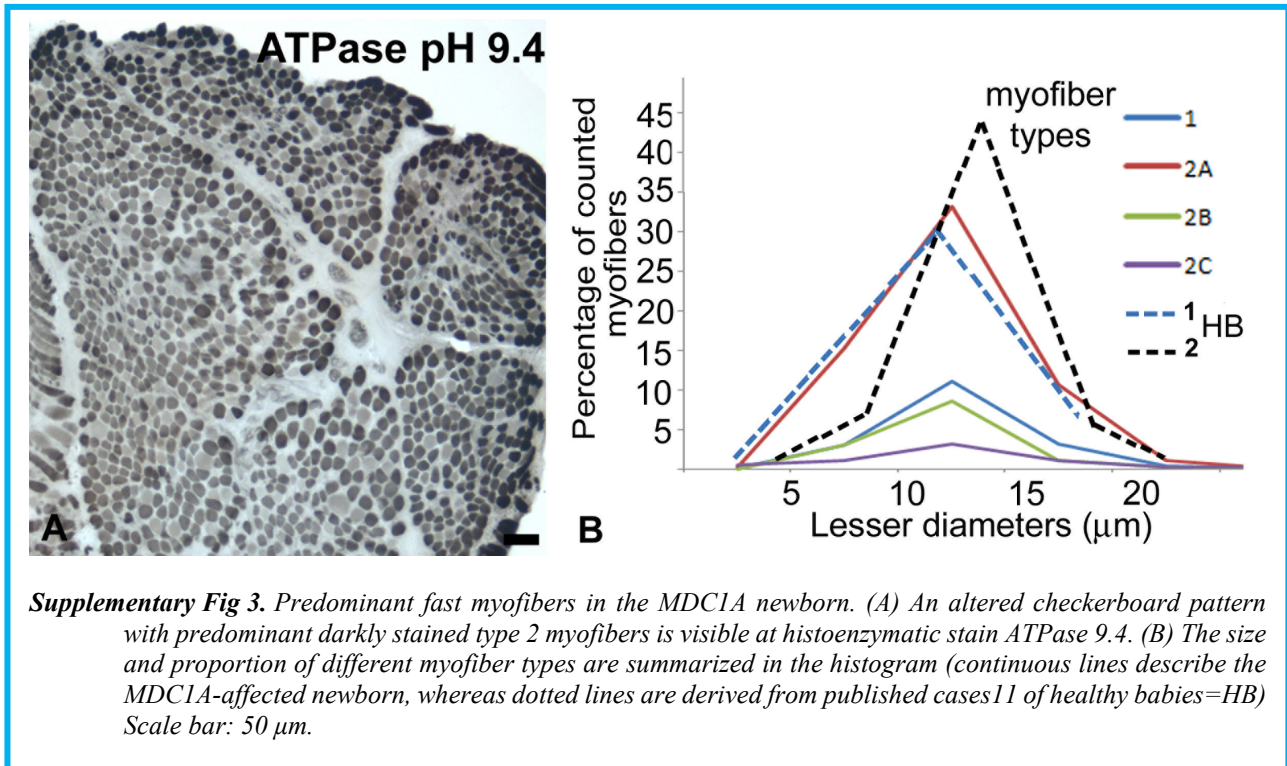 ATPase pH 9.4
A
myofiber
types
Percentage of counted
myofibers
45
40
35
30
25
20
15
10
5
5 10 15 20
Lesser diameters (μm)
B
1
2A
2B
2C
1
HB
2
Supplementary Fig 3. Predominant fast myofibers in the MDC1A newborn. (A) An altered checkerboard pattern
with predominant darkly stained type 2 myofibers is visible at histoenzymatic stain ATPase 9.4. (B) The size
and proportion of different myofiber types are summarized in the histogram (continuous lines describe the
MDC1A-affected newborn, whereas dotted lines are derived from published cases11 of healthy babies=HB)
Scale bar: 50 μm.